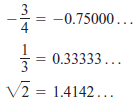 -3/4 = -0.75000...
1/3 = 0.33333...
√2 = 1.4142...